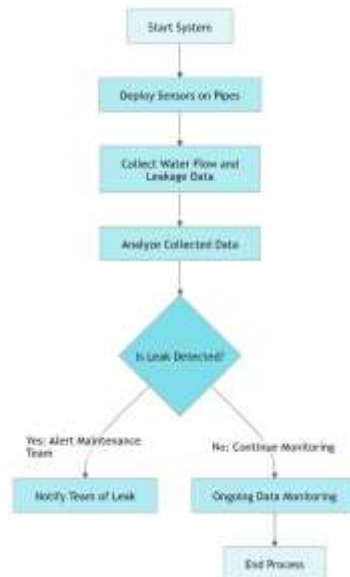 Start System
Deploy Sensors on Pipes
Collect Water Flow and
Leakage Data
Analyze Collected Data
Is Leak Detected?
Yes: Alert Maintenance
Team
No: Continue Monitoring
Notify Team of Leak
Ongoing Data Monitoring
End Process